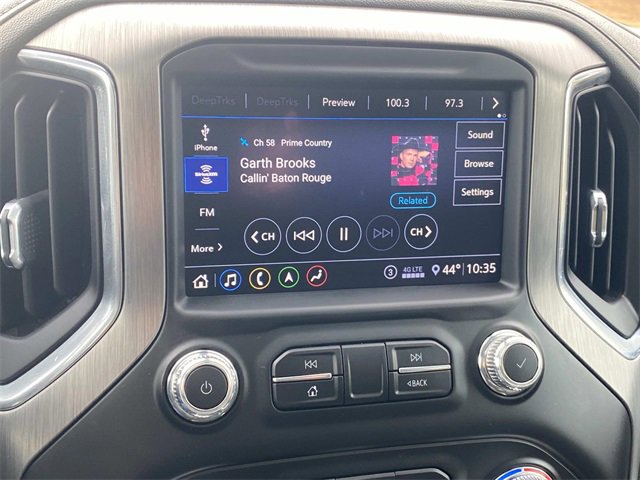 DeepTrks DeepTrks Preview 100.3 97.3
iPhone
Ch 58 Prime Country
Sound
SiriusXM
Garth Brooks
Callin' Baton Rouge
Browse
Related
Settings
FM
More
CH
CH
3 4G LTE 44° 10:35
BACK